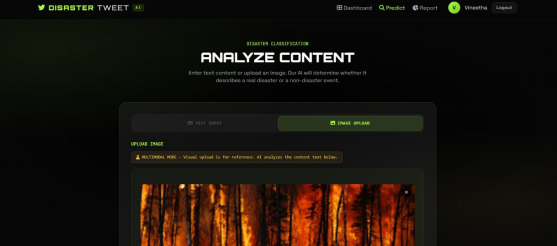 DISASTER TWEET AI
Dashboard
Predict
Report
V
Vineetha
Logout
DISASTER CLASSIFICATION
ANALYZE CONTENT
Enter text content or upload an image. Our AI will determine whether it
describes a real disaster or a non-disaster event.
TEXT INPUT
IMAGE UPLOAD
UPLOAD IMAGE
MULTIMODAL MODE - Visual upload is for reference. AI analyzes the content text below.